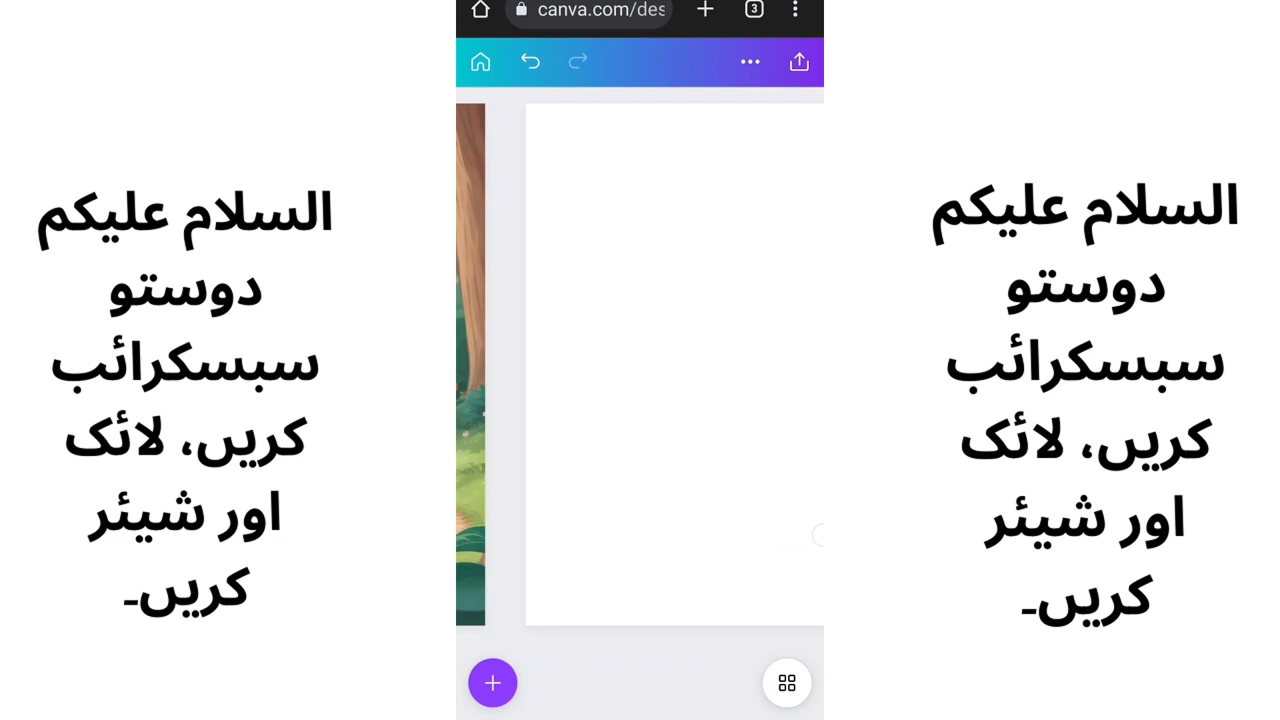 canva.com/des
3
السلام علیکم
دوستو
سبسکرائب
کریں، لائک
اور شیئر
کریں۔
السلام علیکم
دوستو
سبسکرائب
کریں، لائک
اور شیئر
کریں۔